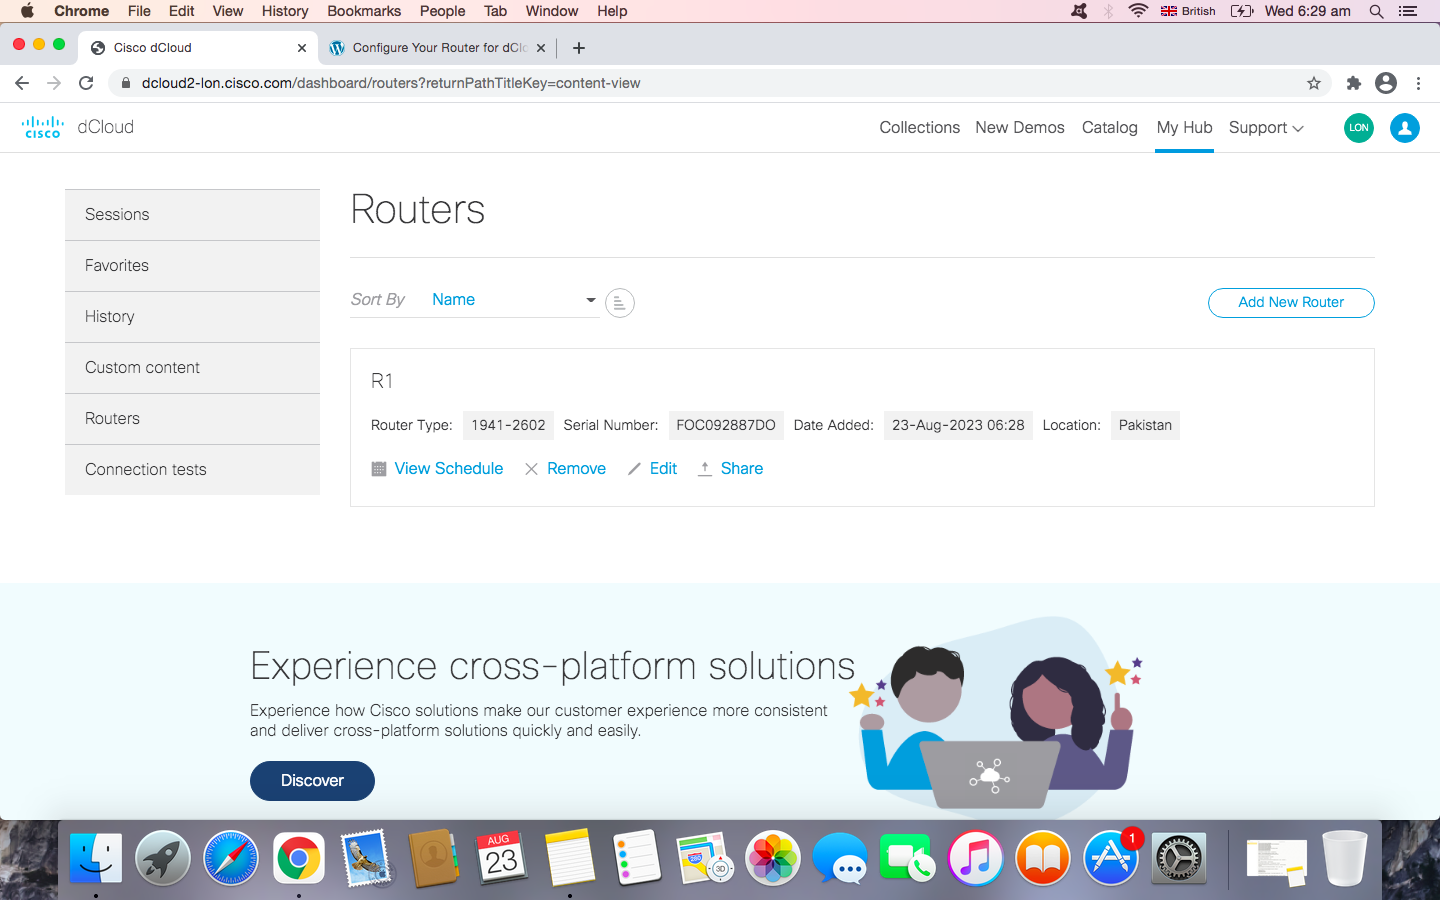 Chrome File Edit View History Bookmarks People Tab Window Help British Wed 6:29 am
Cisco dCloud Configure Your Router for dClo
dcloud2-lon.cisco.com/dashboard/routers?returnPathTitleKey=content-view
CISCO dCloud Collections New Demos Catalog My Hub Support LON
Sessions
Favorites
History
Custom content
Routers
Connection tests
Routers
Sort By Name Add New Router
R1
Router Type: 1941-2602 Serial Number: FOC092887DO Date Added: 23-Aug-2023 06:28 Location: Pakistan
View Schedule Remove Edit Share
Experience cross-platform solutions
Experience how Cisco solutions make our customer experience more consistent
and deliver cross-platform solutions quickly and easily.
Discover
AUG
23
280
3D
1